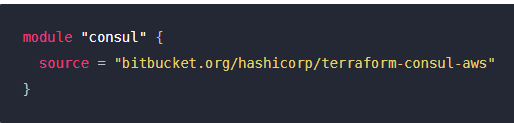 module "consul" {
  source = "bitbucket.org/hashicorp/terraform-consul-aws"
}